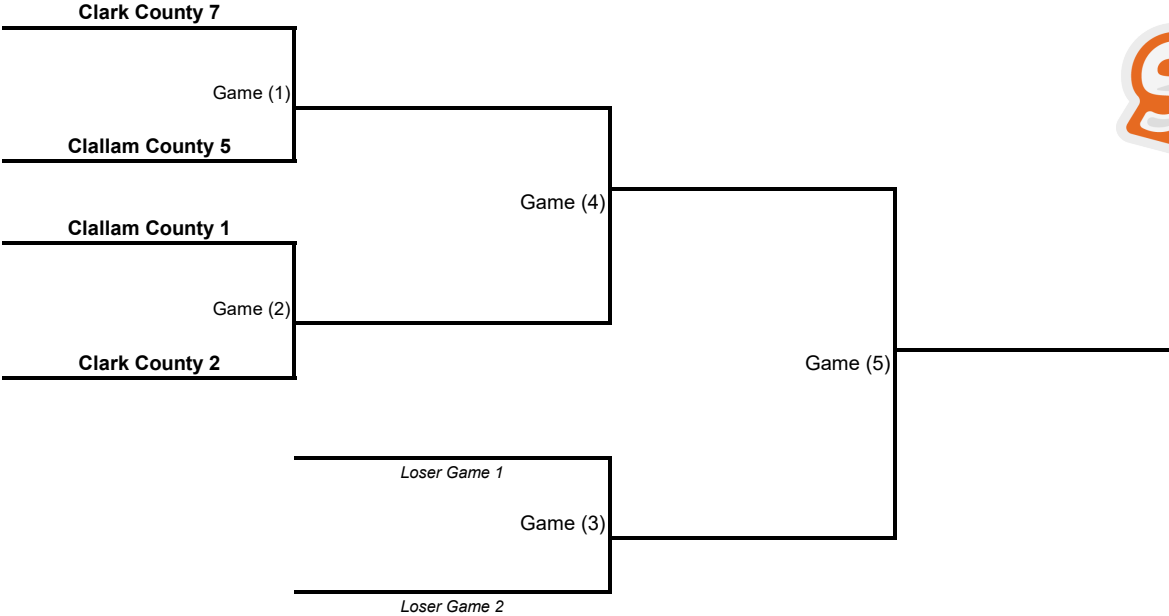 Clark County 7
Game (1)
Clallam County 5
Game (4)
Clallam County 1
Game (2)
Clark County 2
Game (5)
Loser Game 1
Game (3)
Loser Game 2